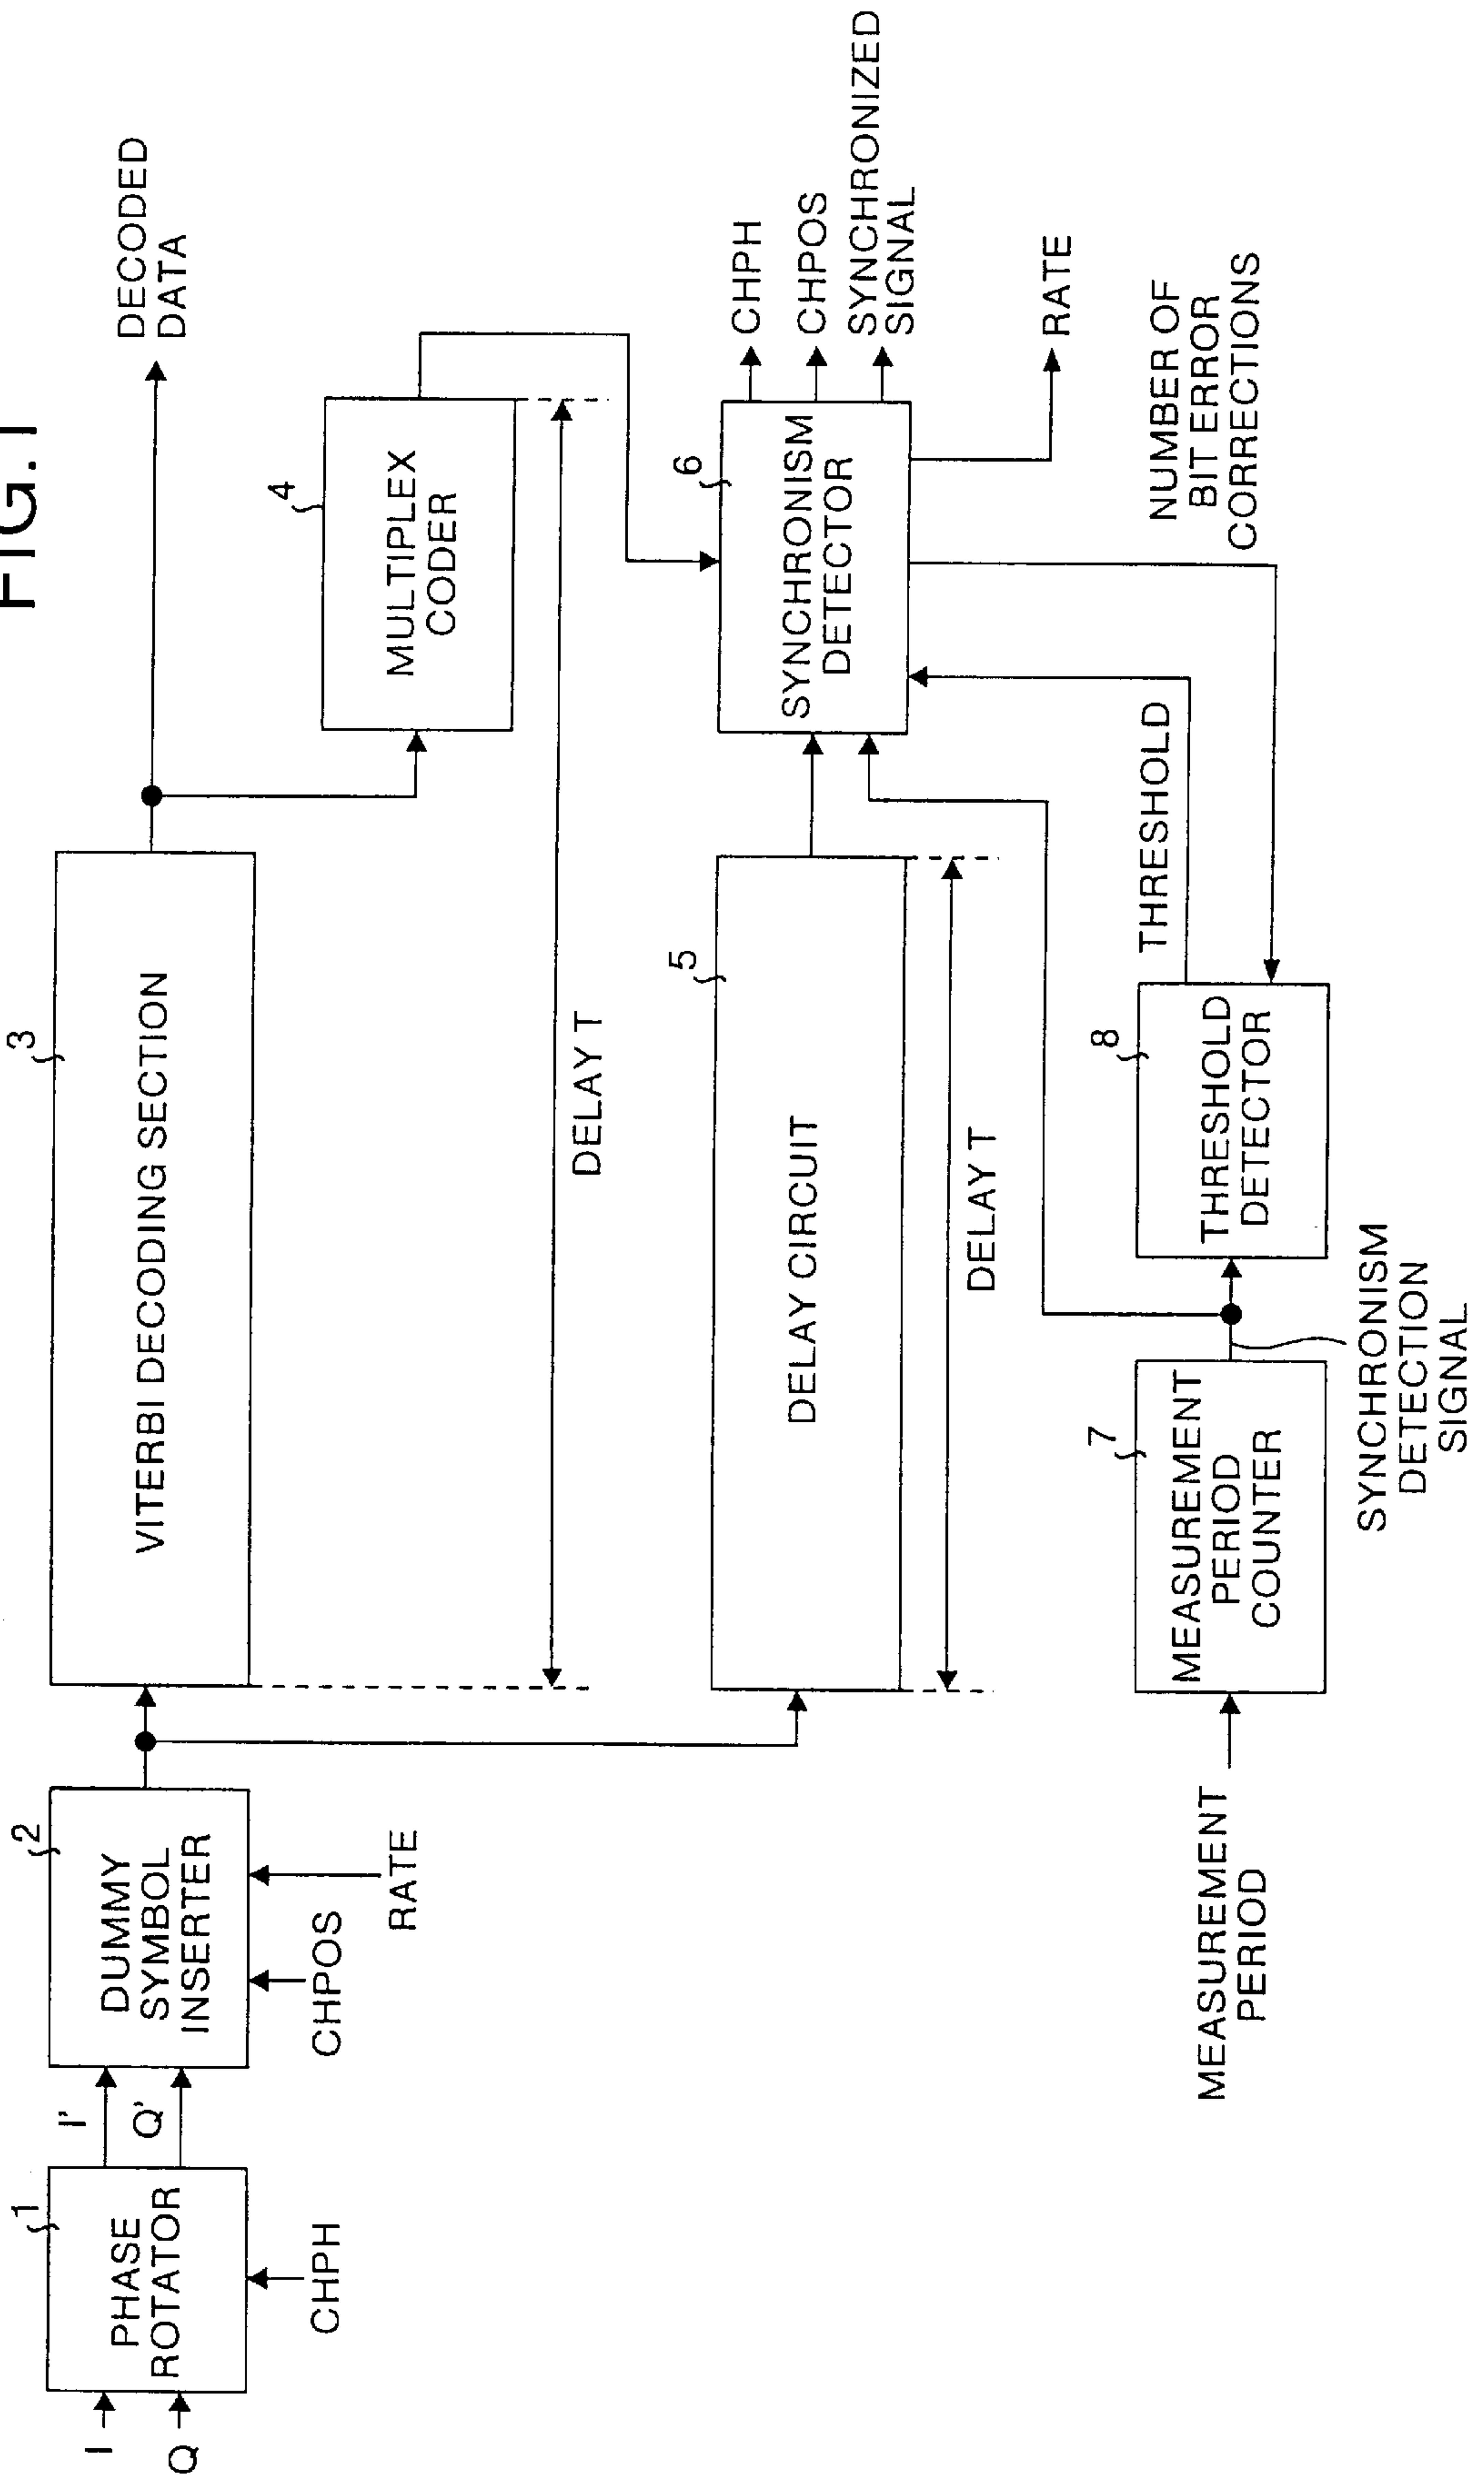 FIG. 1
I
Q
1
PHASE
ROTATOR
CHPH
I'
Q'
2
DUMMY
SYMBOL
INSERTER
CHPOS
RATE
3
VITERBI DECODING SECTION
DECODED
DATA
4
MULTIPLEX
CODER
DELAY T
5
DELAY CIRCUIT
DELAY T
6
SYNCHRONISM
DETECTOR
CHPH
CHPOS
SYNCHRONIZED
SIGNAL
RATE
NUMBER OF
BIT ERROR
CORRECTIONS
THRESHOLD
MEASUREMENT
PERIOD
7
MEASUREMENT
PERIOD
COUNTER
SYNCHRONISM
DETECTION
SIGNAL
8
THRESHOLD
DETECTOR